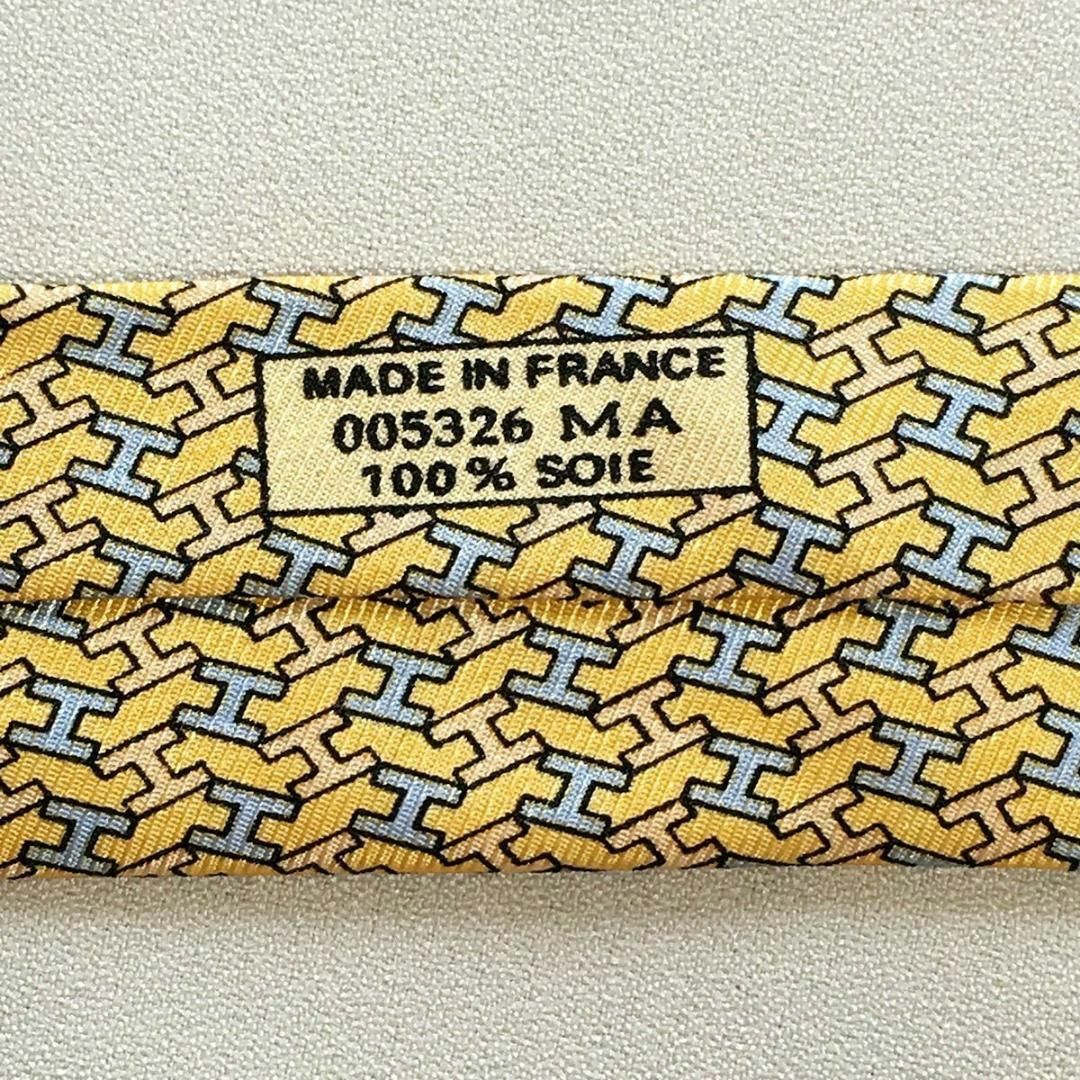 MADE IN FRANCE
005326 MA
100% SOIE